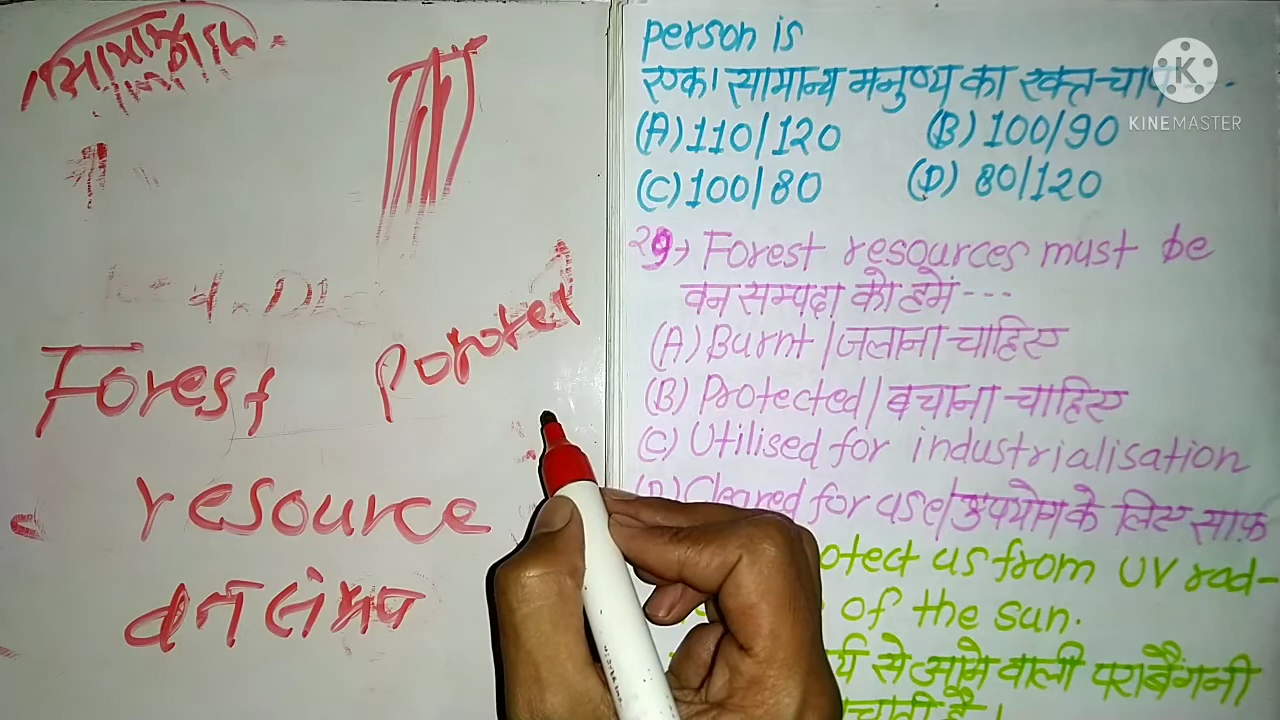 Forest
resource
person is
सामान्य मनुष्य का रक्त-चाप
(A) 110/120 (B) 100/90
(C) 100/80 (D) 80/120
29→ Forest resources must be
वन सम्पदा को हमें ---
(A) Burnt | जलाना चाहिए
(B) Protected | बचाना चाहिए
(C) Utilised for industrialisation
(D) Cleared for use | उपयोग के लिए साफ़
otect us from UV rad-
of the sun.
से आने वाली पराबैंगनी
है।
KINEMASTER